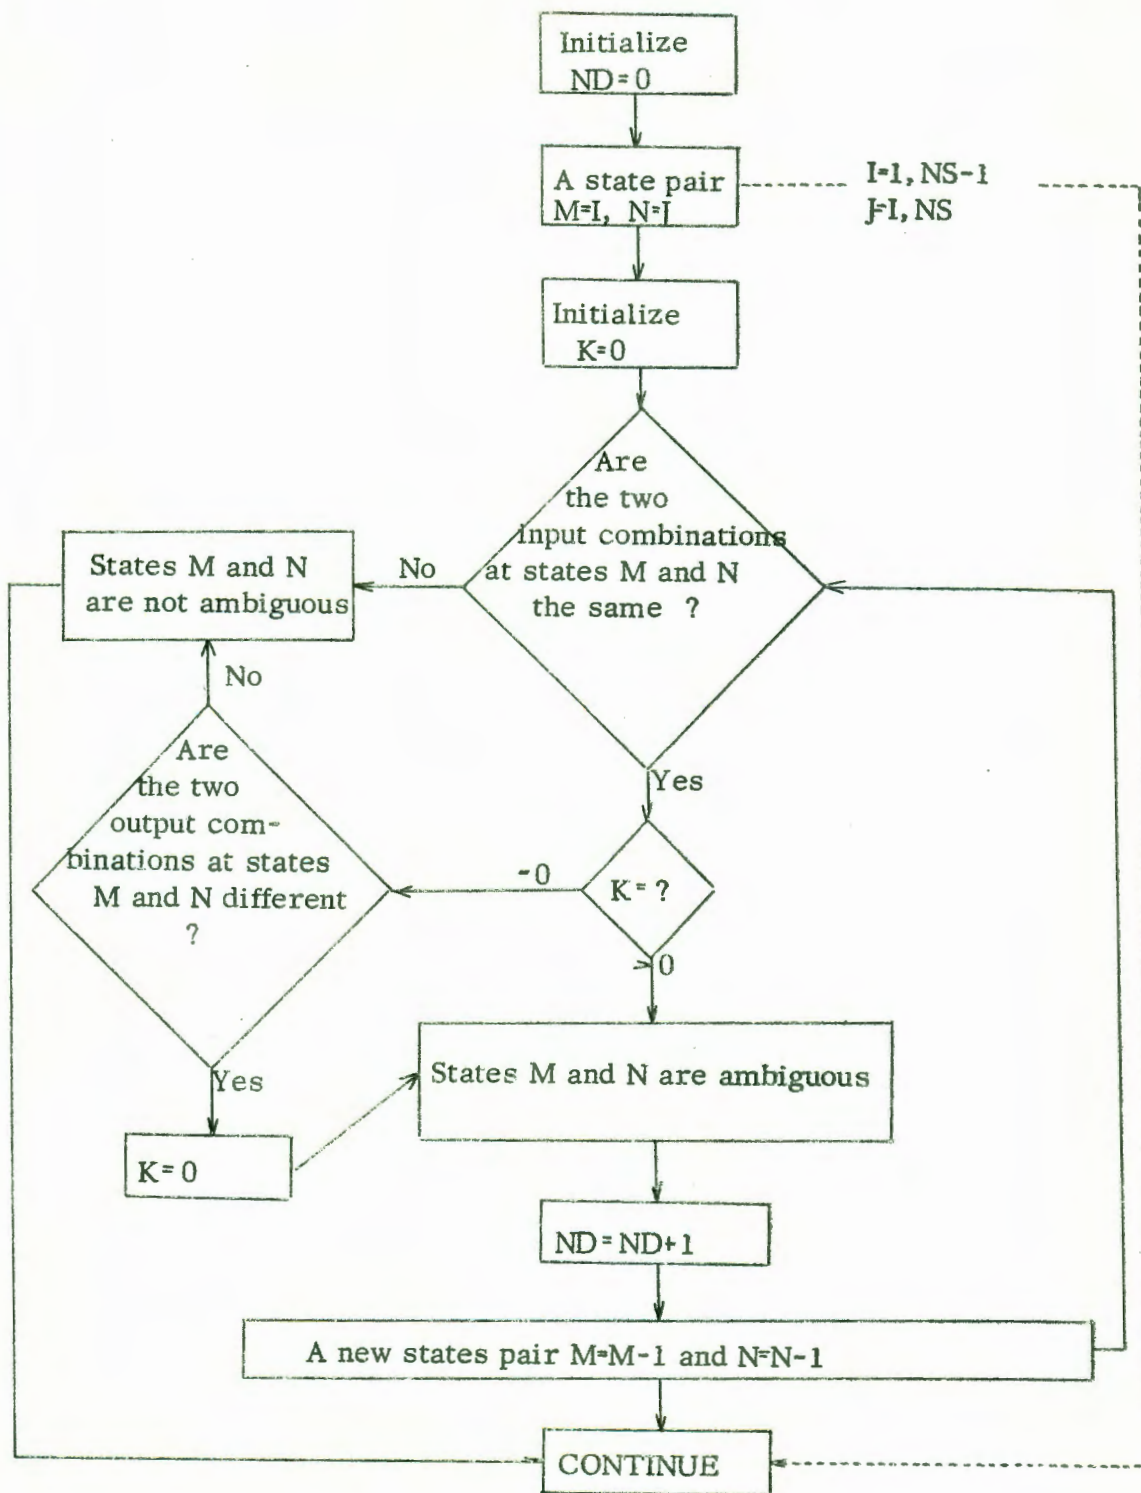 Initialize
ND=0
A state pair
M=I, N=J
I=1, NS-1
J=I, NS
Initialize
K=0
Are
the two
input combinations
at states M and N
the same ?
No
States M and N
are not ambiguous
No
Yes
Are
the two
output com-
binations at states
M and N different
?
-0
K=?
>0
Yes
States M and N are ambiguous
K=0
ND=ND+1
A new states pair M=M-1 and N=N-1
CONTINUE